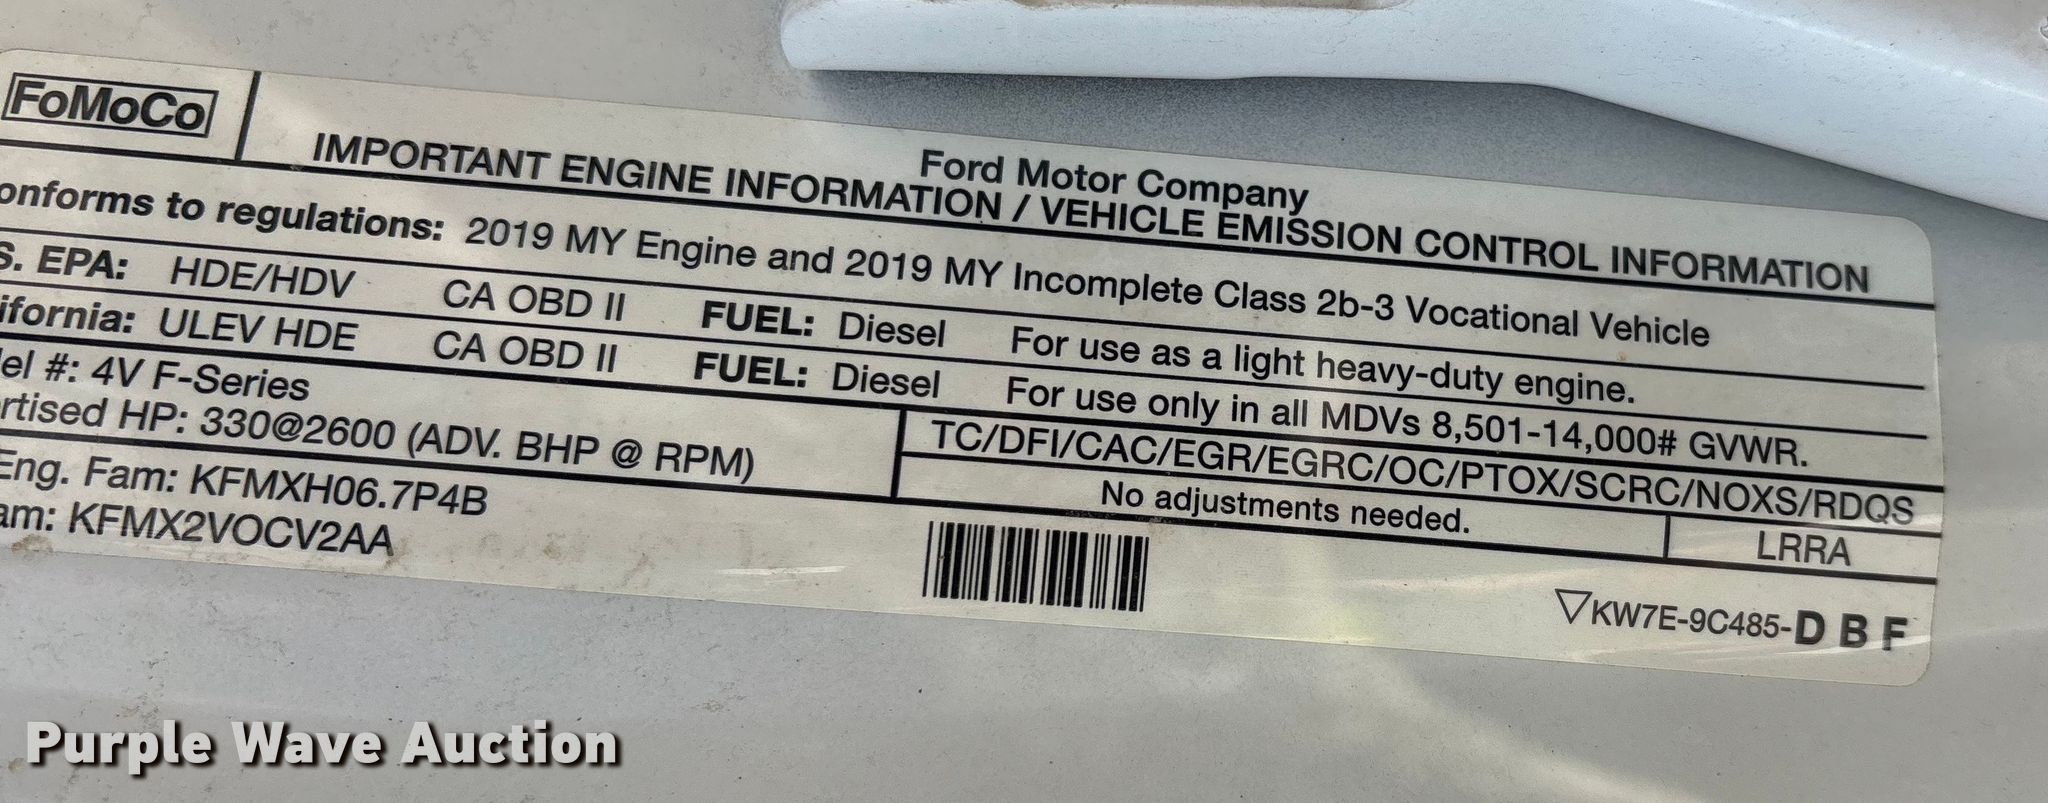 FoMoCo
Ford Motor Company
IMPORTANT ENGINE INFORMATION / VEHICLE EMISSION CONTROL INFORMATION
onforms to regulations: 2019 MY Engine and 2019 MY Incomplete Class 2b-3 Vocational Vehicle
S. EPA: HDE/HDV CA OBD II FUEL: Diesel For use as a light heavy-duty engine.
ifornia: ULEV HDE CA OBD II FUEL: Diesel For use only in all MDVs 8,501-14,000# GVWR.
el #: 4V F-Series
rtised HP: 330@2600 (ADV. BHP @ RPM)
TC/DFI/CAC/EGR/EGRC/OC/PTOX/SCRC/NOXS/RDQS
No adjustments needed.
Eng. Fam: KFMXH06.7P4B
LRRA
am: KFMX2VOCV2AA
▽KW7E-9C485-D B F
Purple Wave Auction